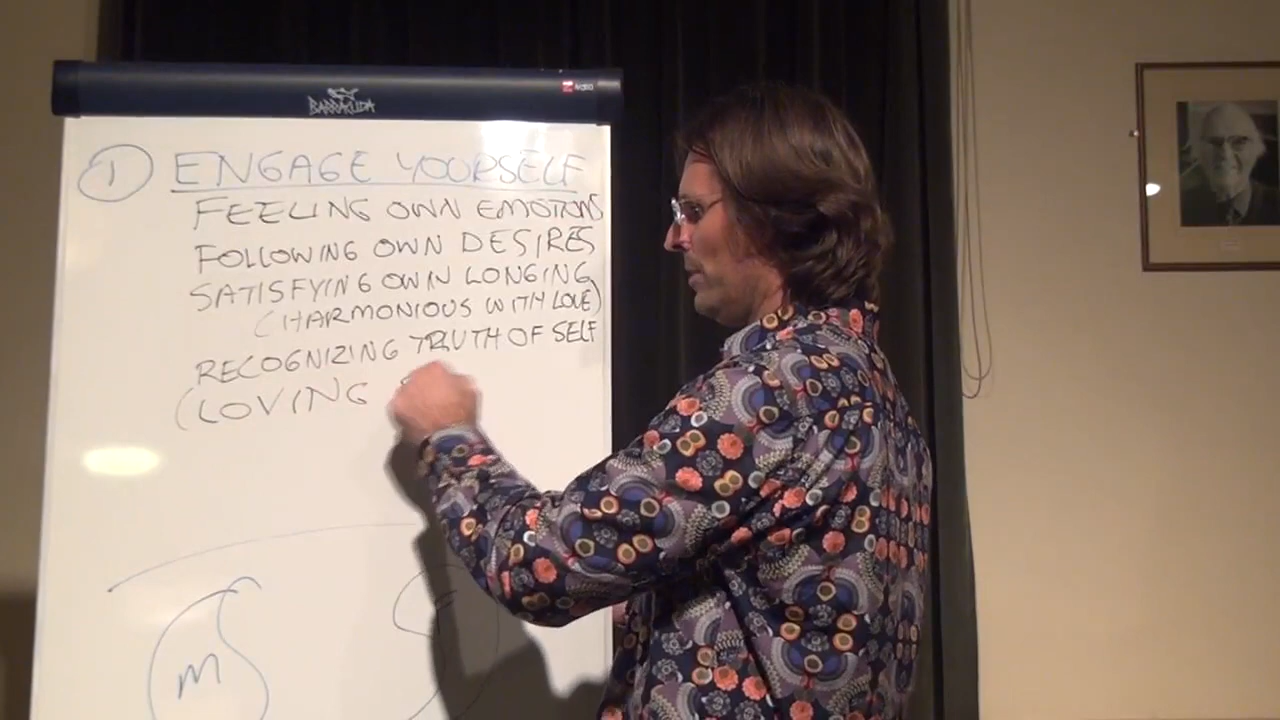 BARRACUDA
nobo
1 ENGAGE YOURSELF
FEELING OWN EMOTIONS
FOLLOWING OWN DESIRES
SATISFYING OWN LONGING
(HARMONIOUS WITH LOVE)
RECOGNIZING TRUTH OF SELF
(LOVING
M